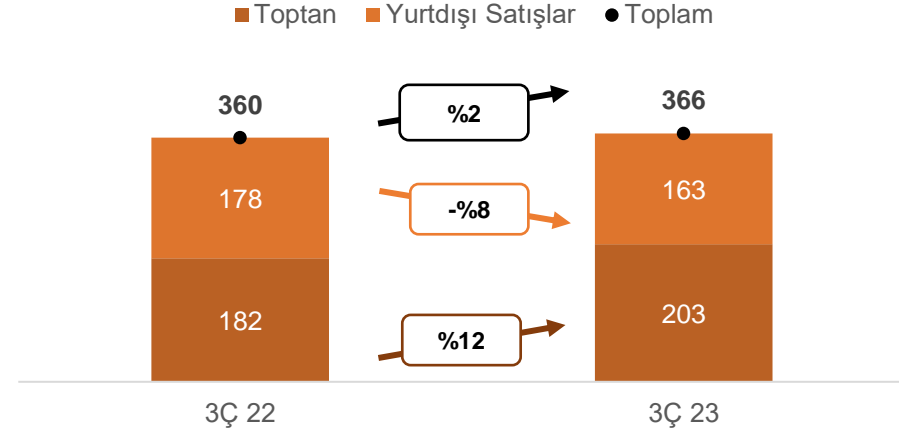 Toptan Yurtdışı Satışlar Toplam
360 %2 366
178 -%8 163
182 %12 203
3Ç 22 3Ç 23